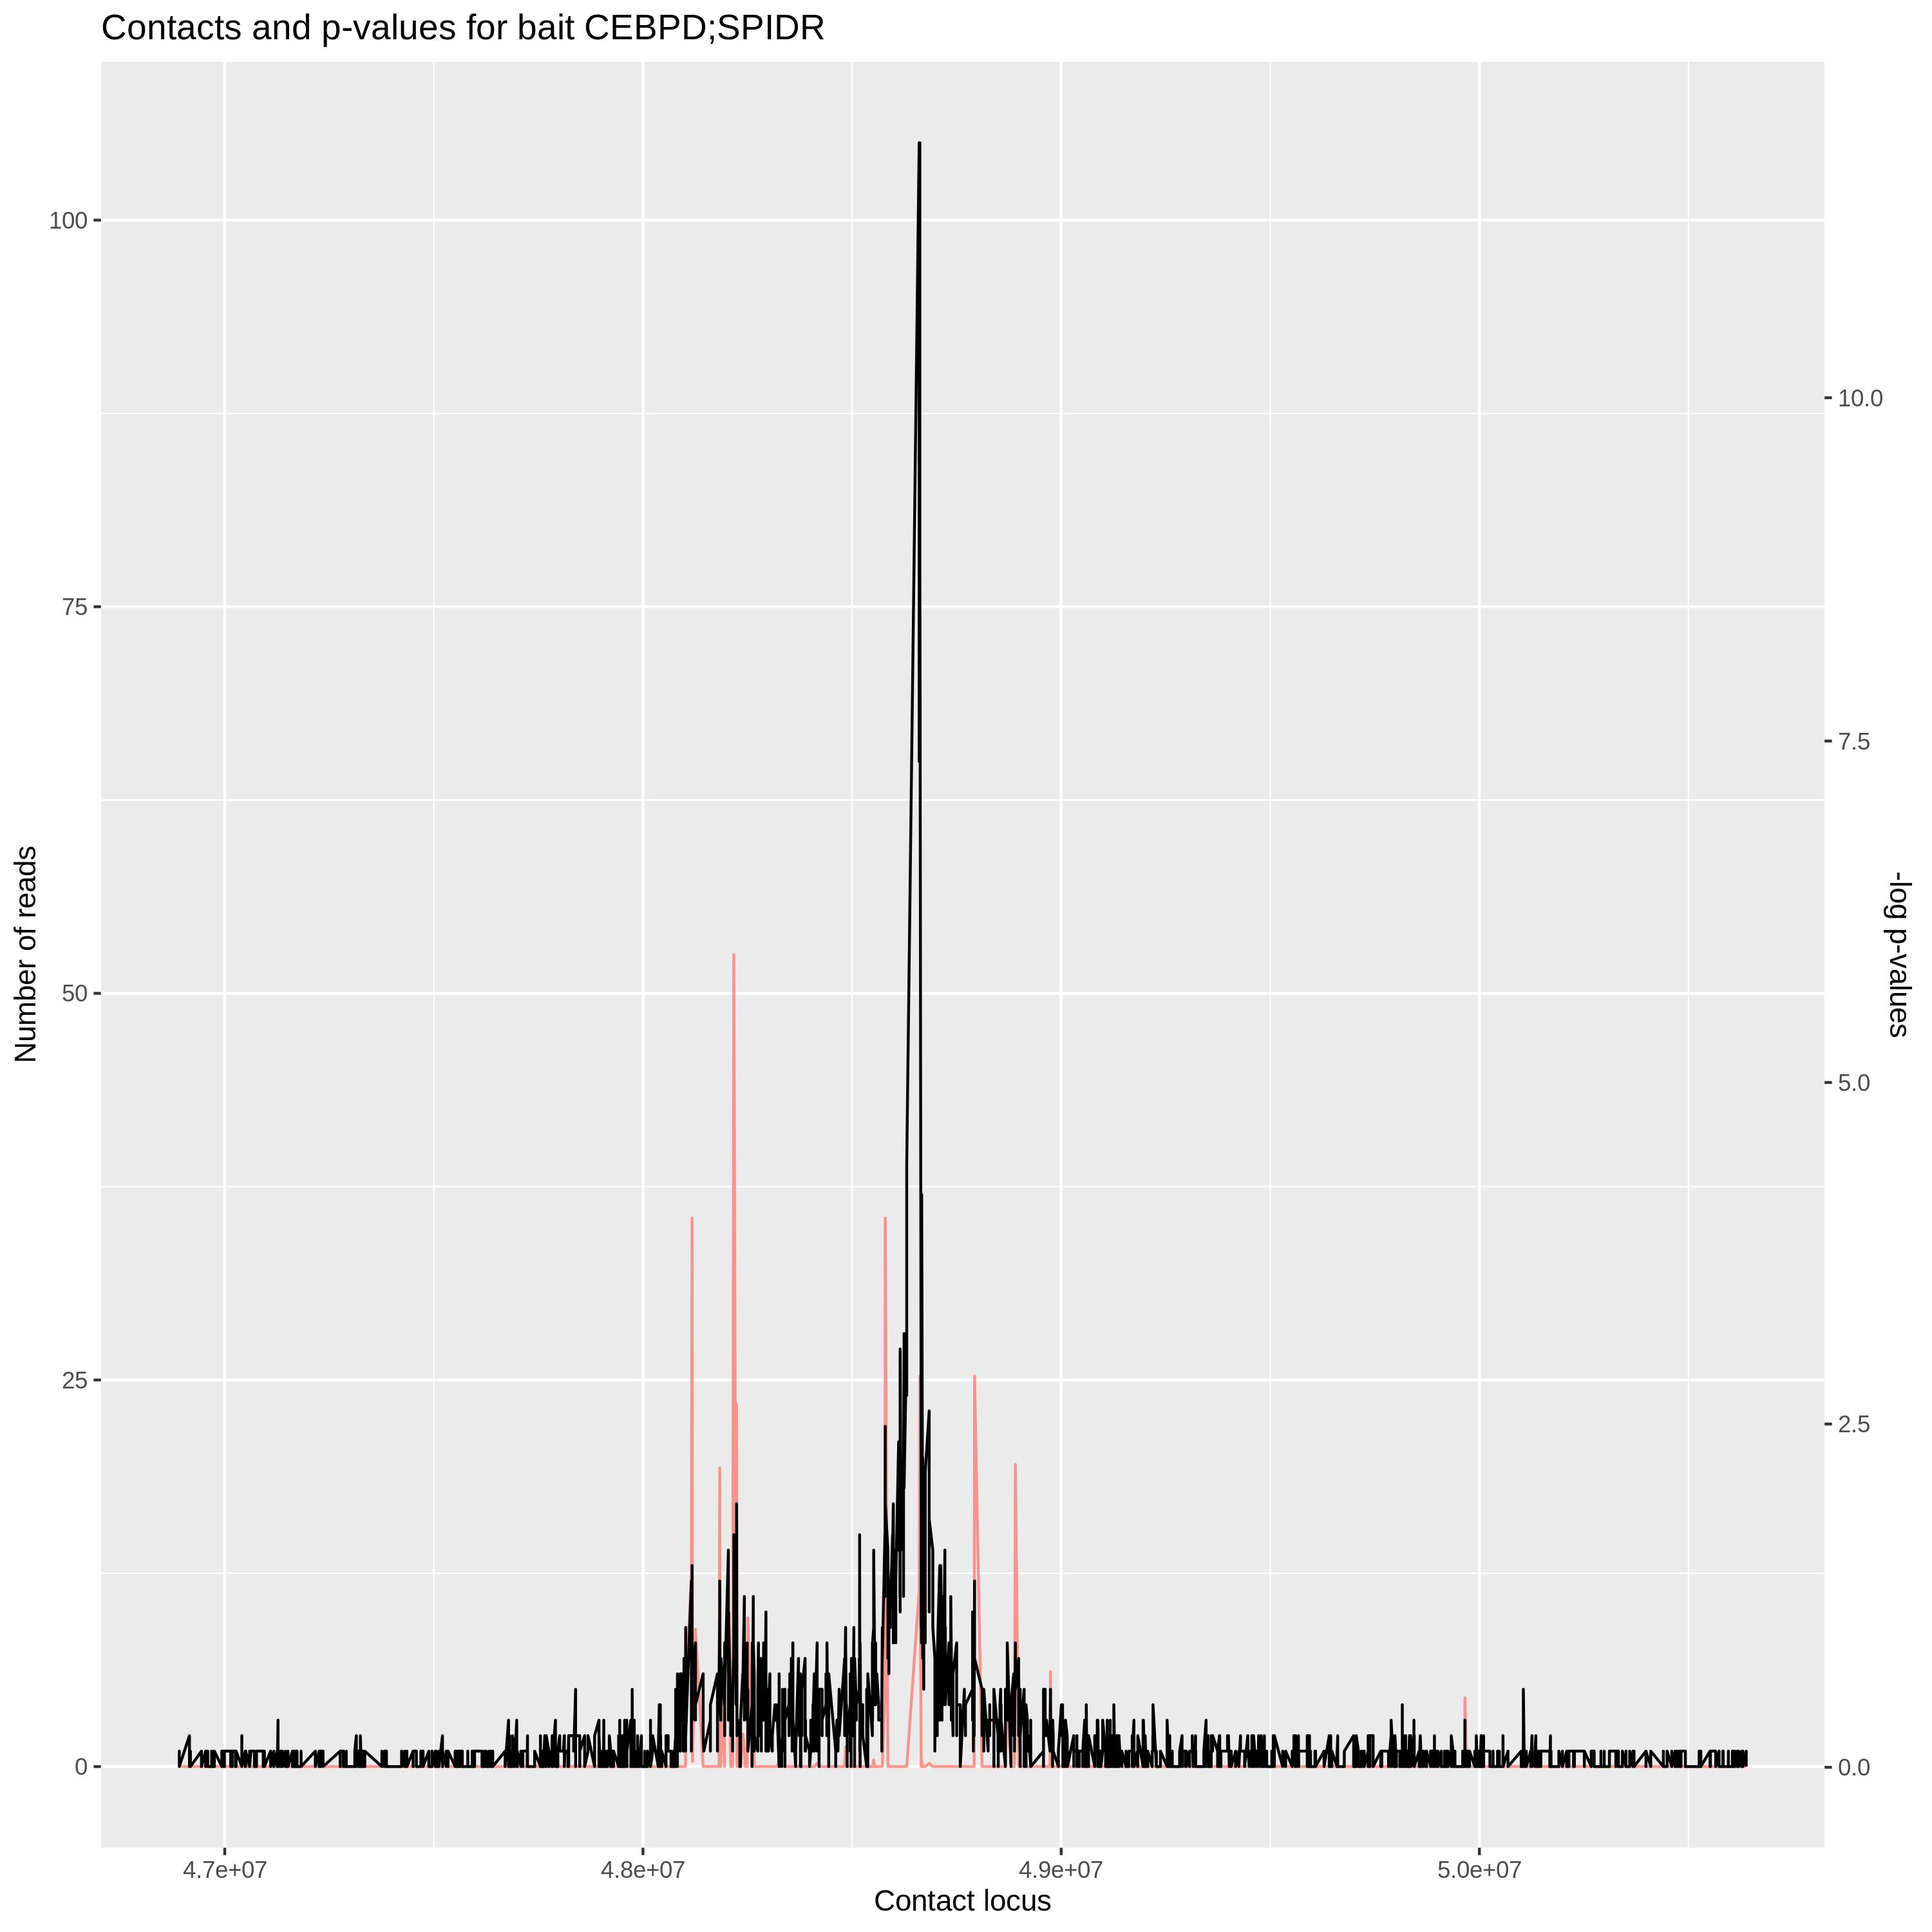 Contacts and p-values for bait CEBPD;SPIDR
Number of reads
100
75
50
25
0
10.0
7.5
5.0
2.5
0.0
-log p-values
4.7e+07
4.8e+07
4.9e+07
5.0e+07
Contact locus